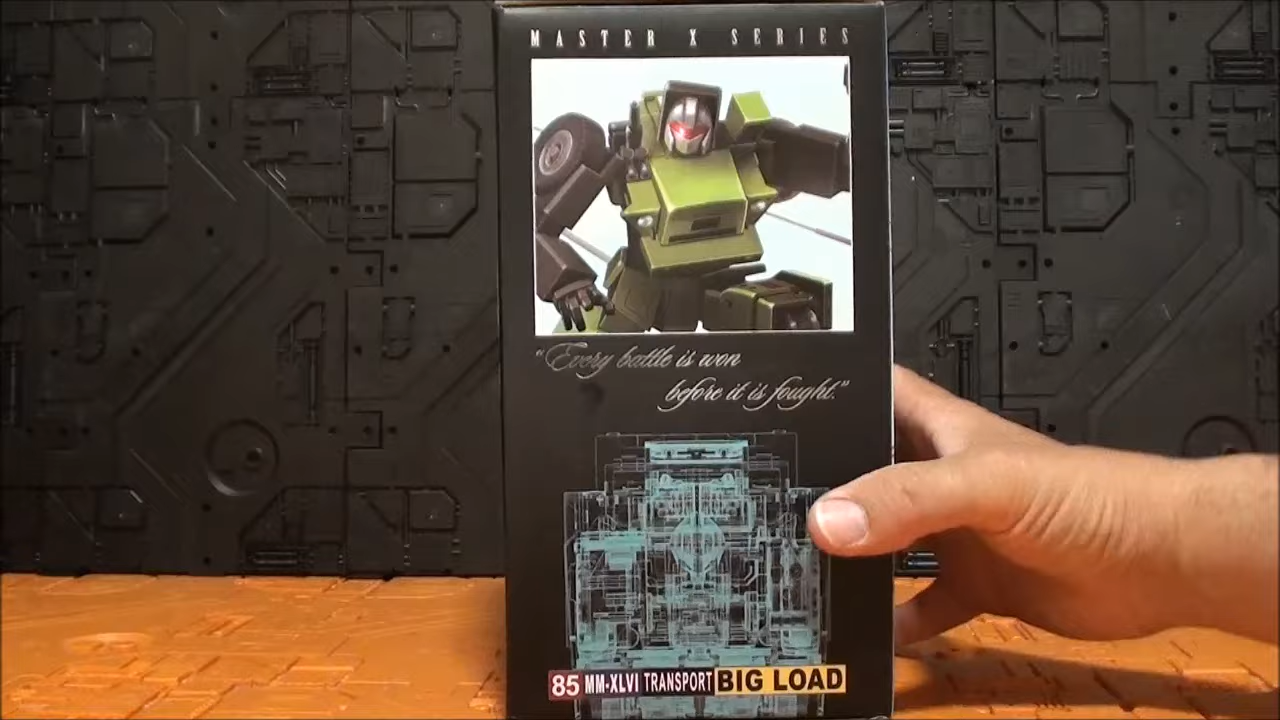 MASTER X SERIES
"Every battle is won
before it is fought."
85 MM-XLVI TRANSPORT BIG LOAD